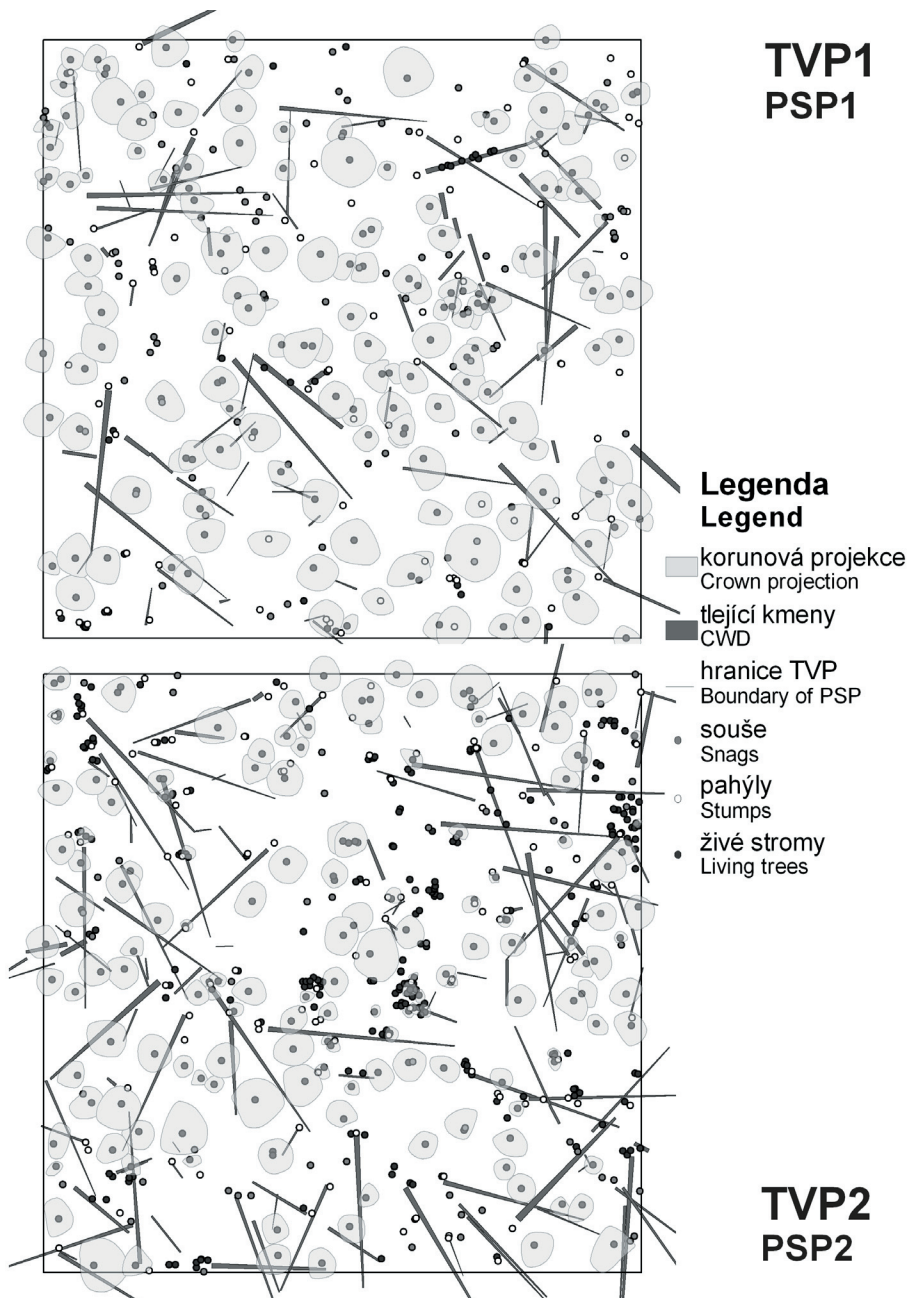 TVP1
PSP1
Legenda
Legend
korunová projekce
Crown projection
tlející kmeny
CWD
hranice TVP
Boundary of PSP
souše
Snags
pahýly
Stumps
živé stromy
Living trees
TVP2
PSP2